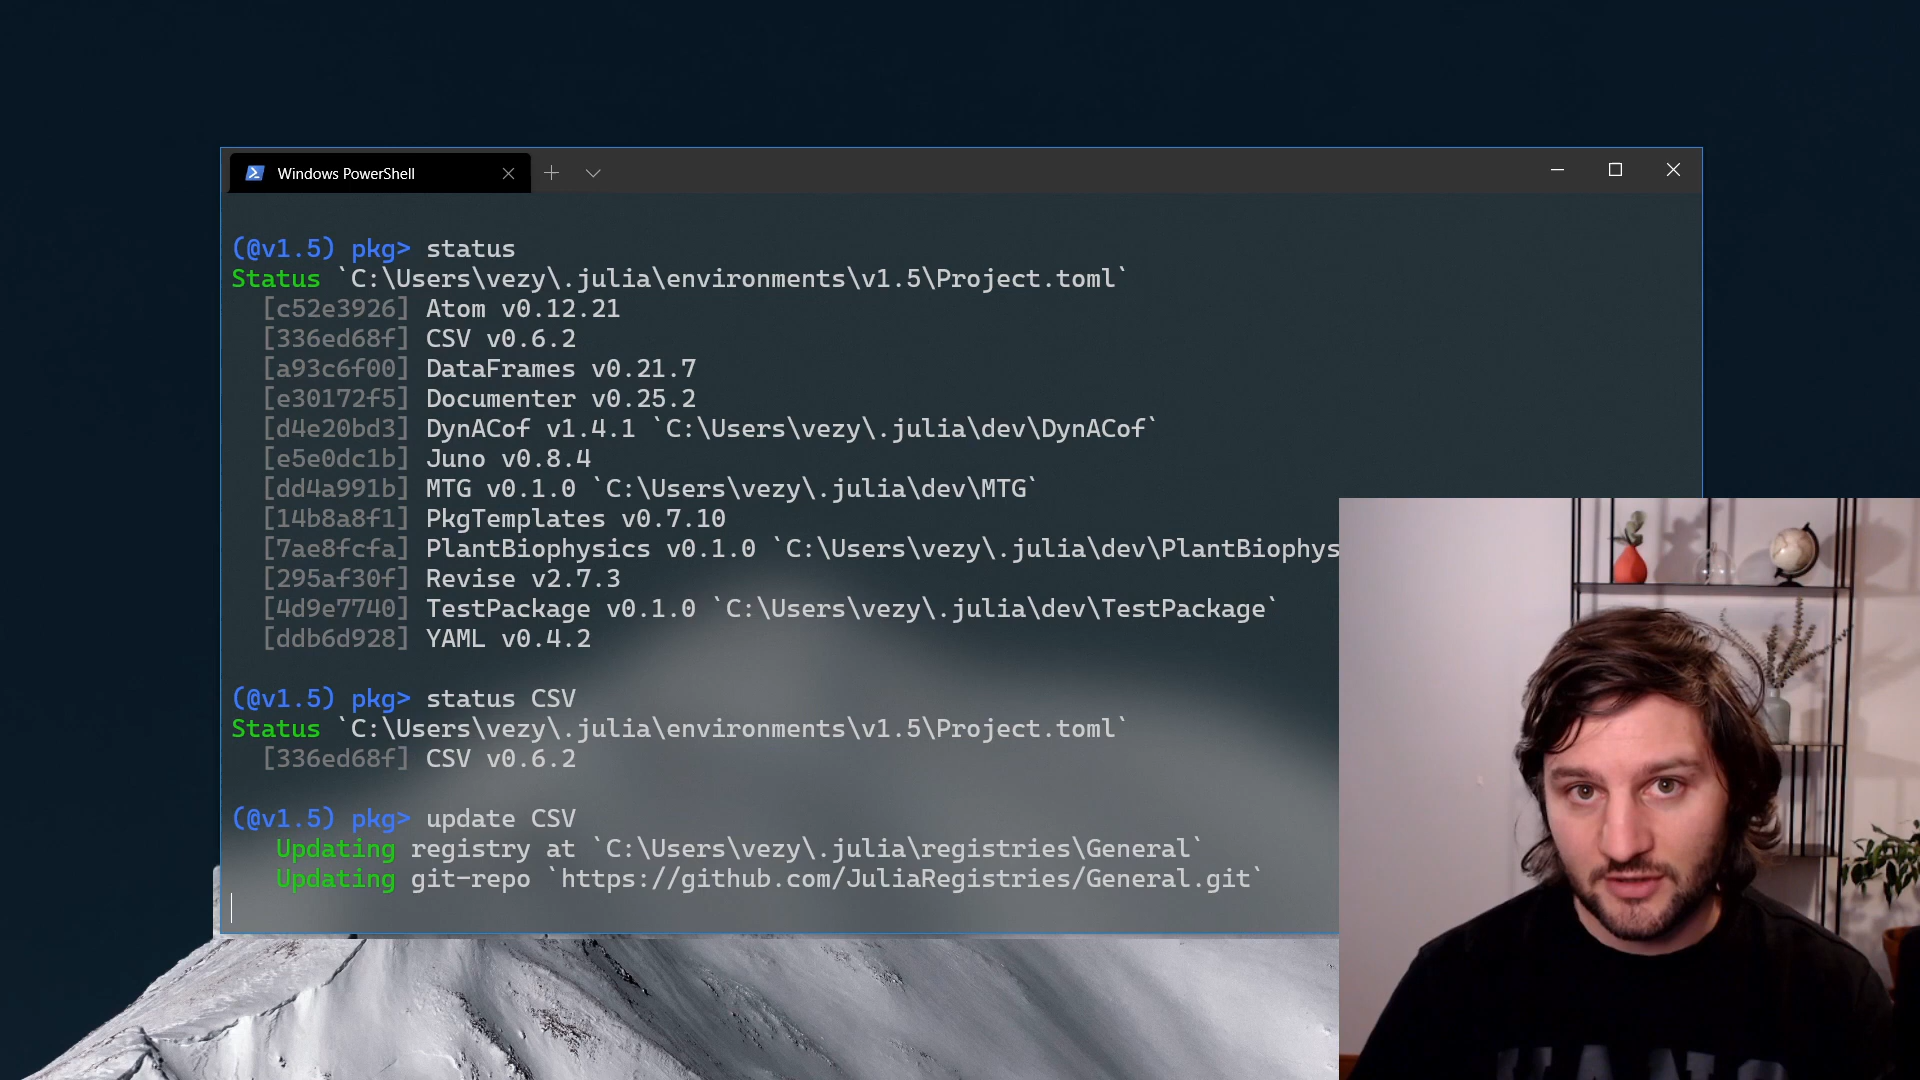 Windows PowerShell
(@v1.5) pkg> status
Status `C:\Users\vezy\.julia\environments\v1.5\Project.toml`
[c52e3926] Atom v0.12.21
[336ed68f] CSV v0.6.2
[a93c6f00] DataFrames v0.21.7
[e30172f5] Documenter v0.25.2
[d4e20bd3] DynACof v1.4.1 `C:\Users\vezy\.julia\dev\DynACof`
[e5e0dc1b] Juno v0.8.4
[dd4a991b] MTG v0.1.0 `C:\Users\vezy\.julia\dev\MTG`
[14b8a8f1] PkgTemplates v0.7.10
[7ae8fcfa] PlantBiophysics v0.1.0 `C:\Users\vezy\.julia\dev\PlantBiophys
[295af30f] Revise v2.7.3
[4d9e7740] TestPackage v0.1.0 `C:\Users\vezy\.julia\dev\TestPackage`
[ddb6d928] YAML v0.4.2
(@v1.5) pkg> status CSV
Status `C:\Users\vezy\.julia\environments\v1.5\Project.toml`
[336ed68f] CSV v0.6.2
(@v1.5) pkg> update CSV
Updating registry at `C:\Users\vezy\.julia\registries\General`
Updating git-repo `https://github.com/JuliaRegistries/General.git`